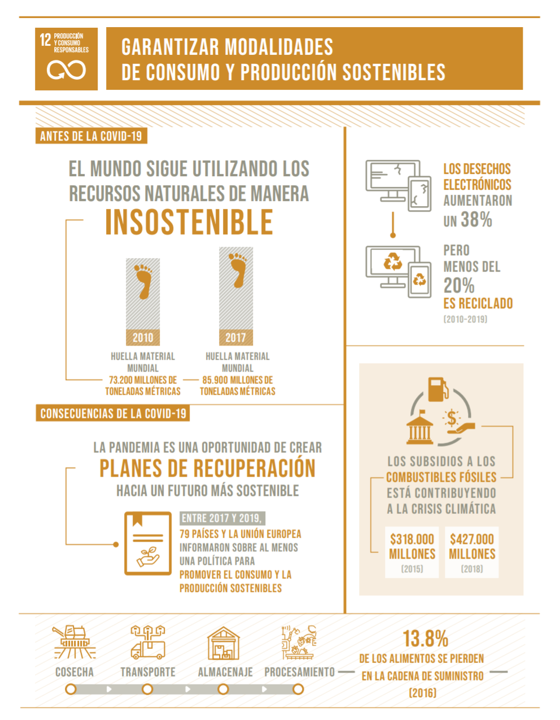 12 PRODUCCIÓN
Y CONSUMO
RESPONSABLES
GARANTIZAR MODALIDADES
DE CONSUMO Y PRODUCCIÓN SOSTENIBLES
ANTES DE LA COVID-19
EL MUNDO SIGUE UTILIZANDO LOS
RECURSOS NATURALES DE MANERA
INSOSTENIBLE
2010
HUELLA MATERIAL
MUNDIAL
73.200 MILLONES DE
TONELADAS MÉTRICAS
2017
HUELLA MATERIAL
MUNDIAL
85.900 MILLONES DE
TONELADAS MÉTRICAS
LOS DESECHOS
ELECTRÓNICOS
AUMENTARON
UN 38%
PERO
MENOS DEL
20%
ES RECICLADO
(2010-2019)
CONSECUENCIAS DE LA COVID-19
LA PANDEMIA ES UNA OPORTUNIDAD DE CREAR
PLANES DE RECUPERACIÓN
HACIA UN FUTURO MÁS SOSTENIBLE
ENTRE 2017 Y 2019,
79 PAÍSES Y LA UNIÓN EUROPEA
INFORMARON SOBRE AL MENOS
UNA POLÍTICA PARA
PROMOVER EL CONSUMO Y LA
PRODUCCIÓN SOSTENIBLES
$
LOS SUBSIDIOS A LOS
COMBUSTIBLES FÓSILES
ESTÁ CONTRIBUYENDO
A LA CRISIS CLIMÁTICA
$318.000
MILLONES
(2015)
$427.000
MILLONES
(2018)
COSECHA
TRANSPORTE
ALMACENAJE
PROCESAMIENTO
13.8%
DE LOS ALIMENTOS SE PIERDEN
EN LA CADENA DE SUMINISTRO
(2016)